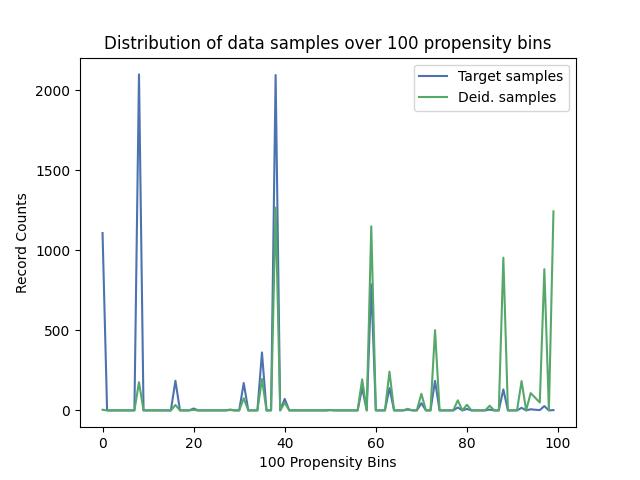 Distribution of data samples over 100 propensity bins
Target samples
Deid. samples
Record Counts
2000
1500
1000
500
0
0 20 40 60 80 100
100 Propensity Bins